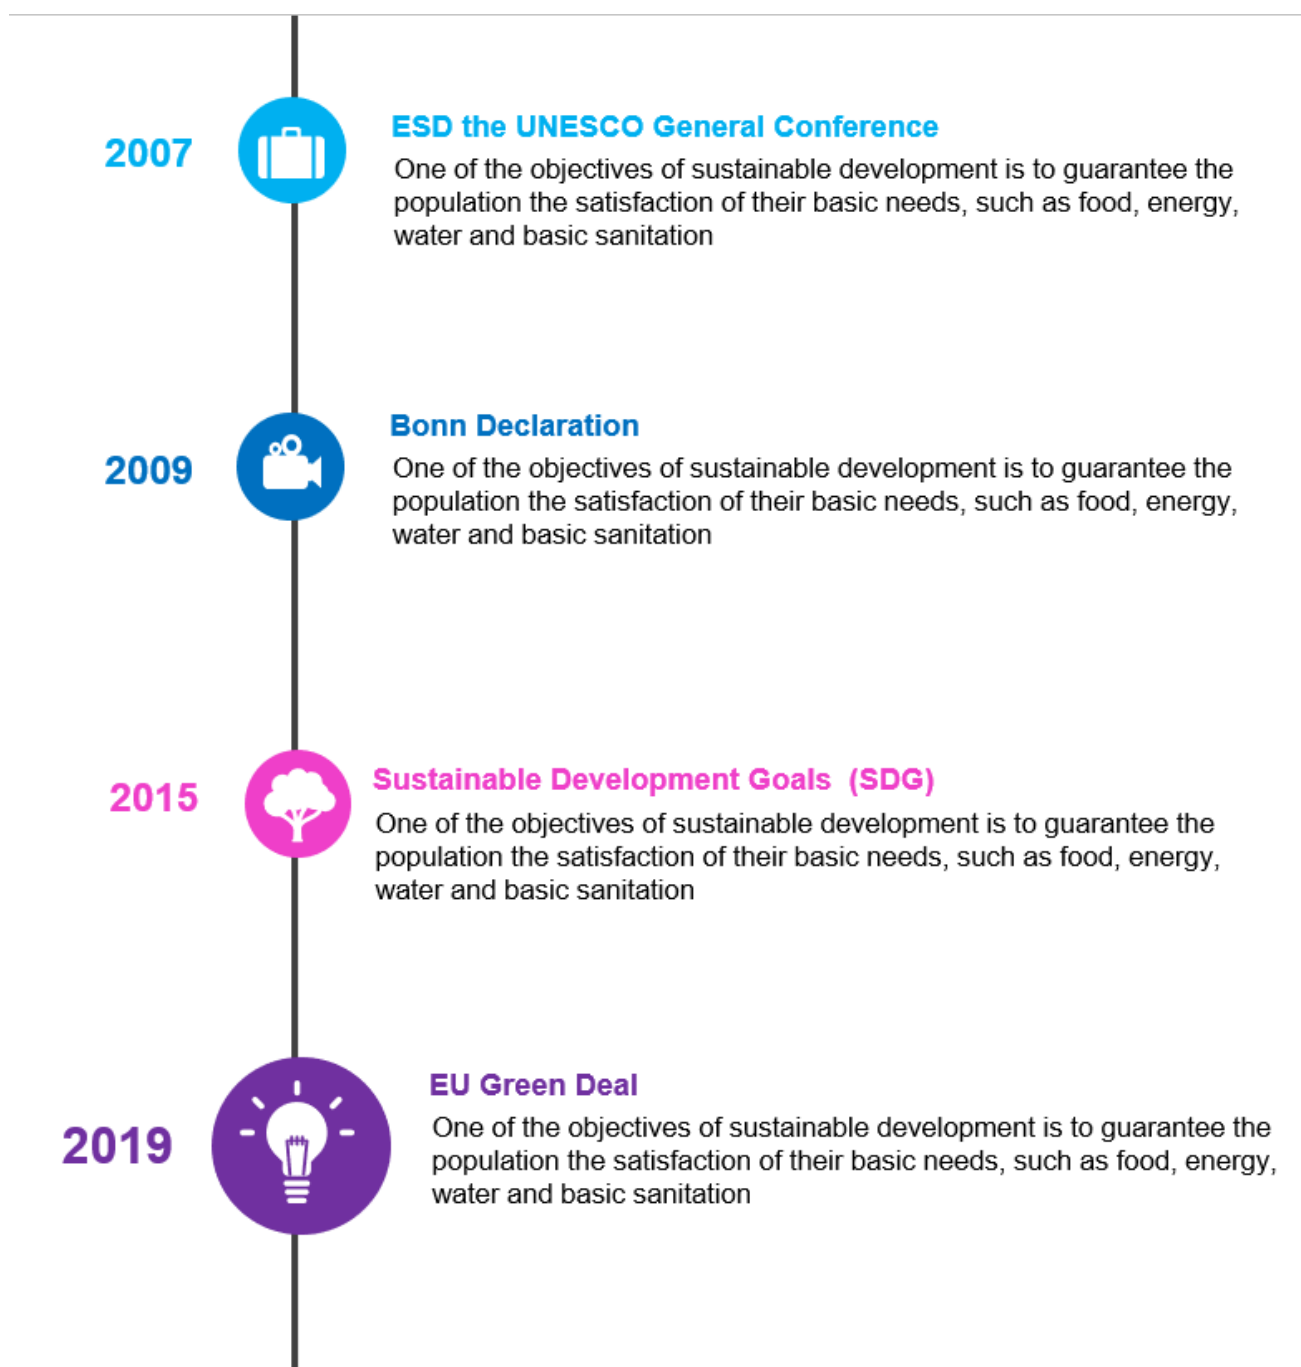 2007
ESD the UNESCO General Conference
One of the objectives of sustainable development is to guarantee the
population the satisfaction of their basic needs, such as food, energy,
water and basic sanitation
2009
Bonn Declaration
One of the objectives of sustainable development is to guarantee the
population the satisfaction of their basic needs, such as food, energy,
water and basic sanitation
2015
Sustainable Development Goals  (SDG)
One of the objectives of sustainable development is to guarantee the
population the satisfaction of their basic needs, such as food, energy,
water and basic sanitation
2019
EU Green Deal
One of the objectives of sustainable development is to guarantee the
population the satisfaction of their basic needs, such as food, energy,
water and basic sanitation